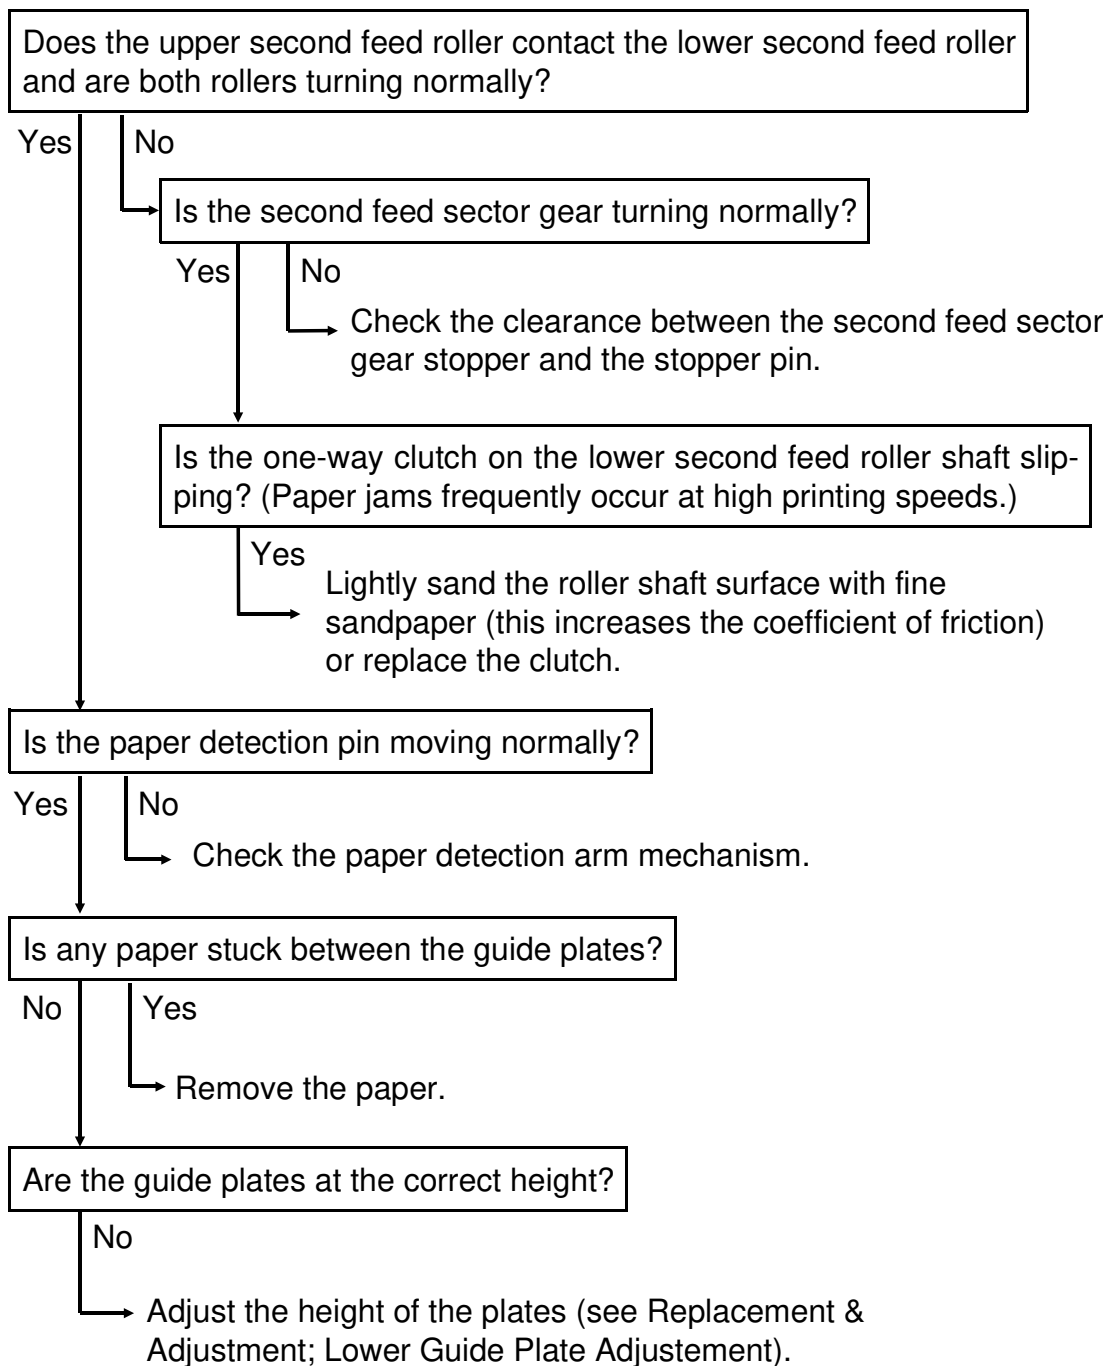 Does the upper second feed roller contact the lower second feed roller
and are both rollers turning normally?
Yes
No
Is the second feed sector gear turning normally?
Yes
No
Check the clearance between the second feed sector
gear stopper and the stopper pin.
Is the one-way clutch on the lower second feed roller shaft slip-
ping? (Paper jams frequently occur at high printing speeds.)
Yes
Lightly sand the roller shaft surface with fine
sandpaper (this increases the coefficient of friction)
or replace the clutch.
Is the paper detection pin moving normally?
Yes
No
Check the paper detection arm mechanism.
Is any paper stuck between the guide plates?
No
Yes
Remove the paper.
Are the guide plates at the correct height?
No
Adjust the height of the plates (see Replacement &
Adjustment; Lower Guide Plate Adjustement).